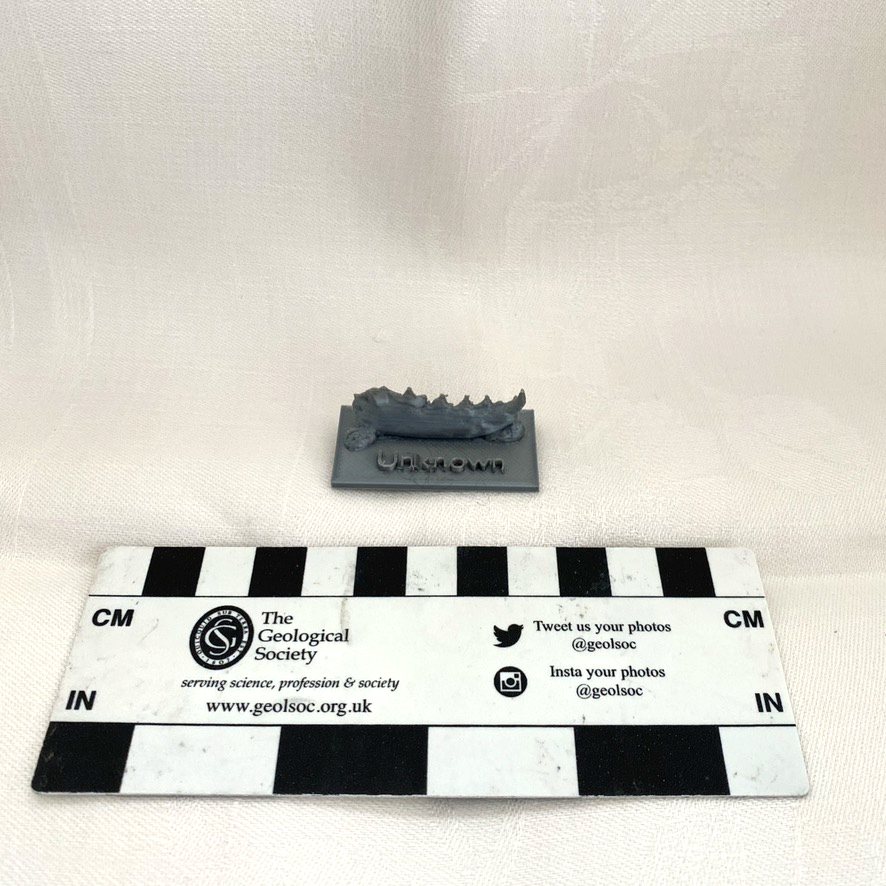 Unknown
CM
CM
The
Geological
Society
serving science, profession & society
www.geolsoc.org.uk
Tweet us your photos
@geolsoc
Insta your photos
@geolsoc
IN
IN